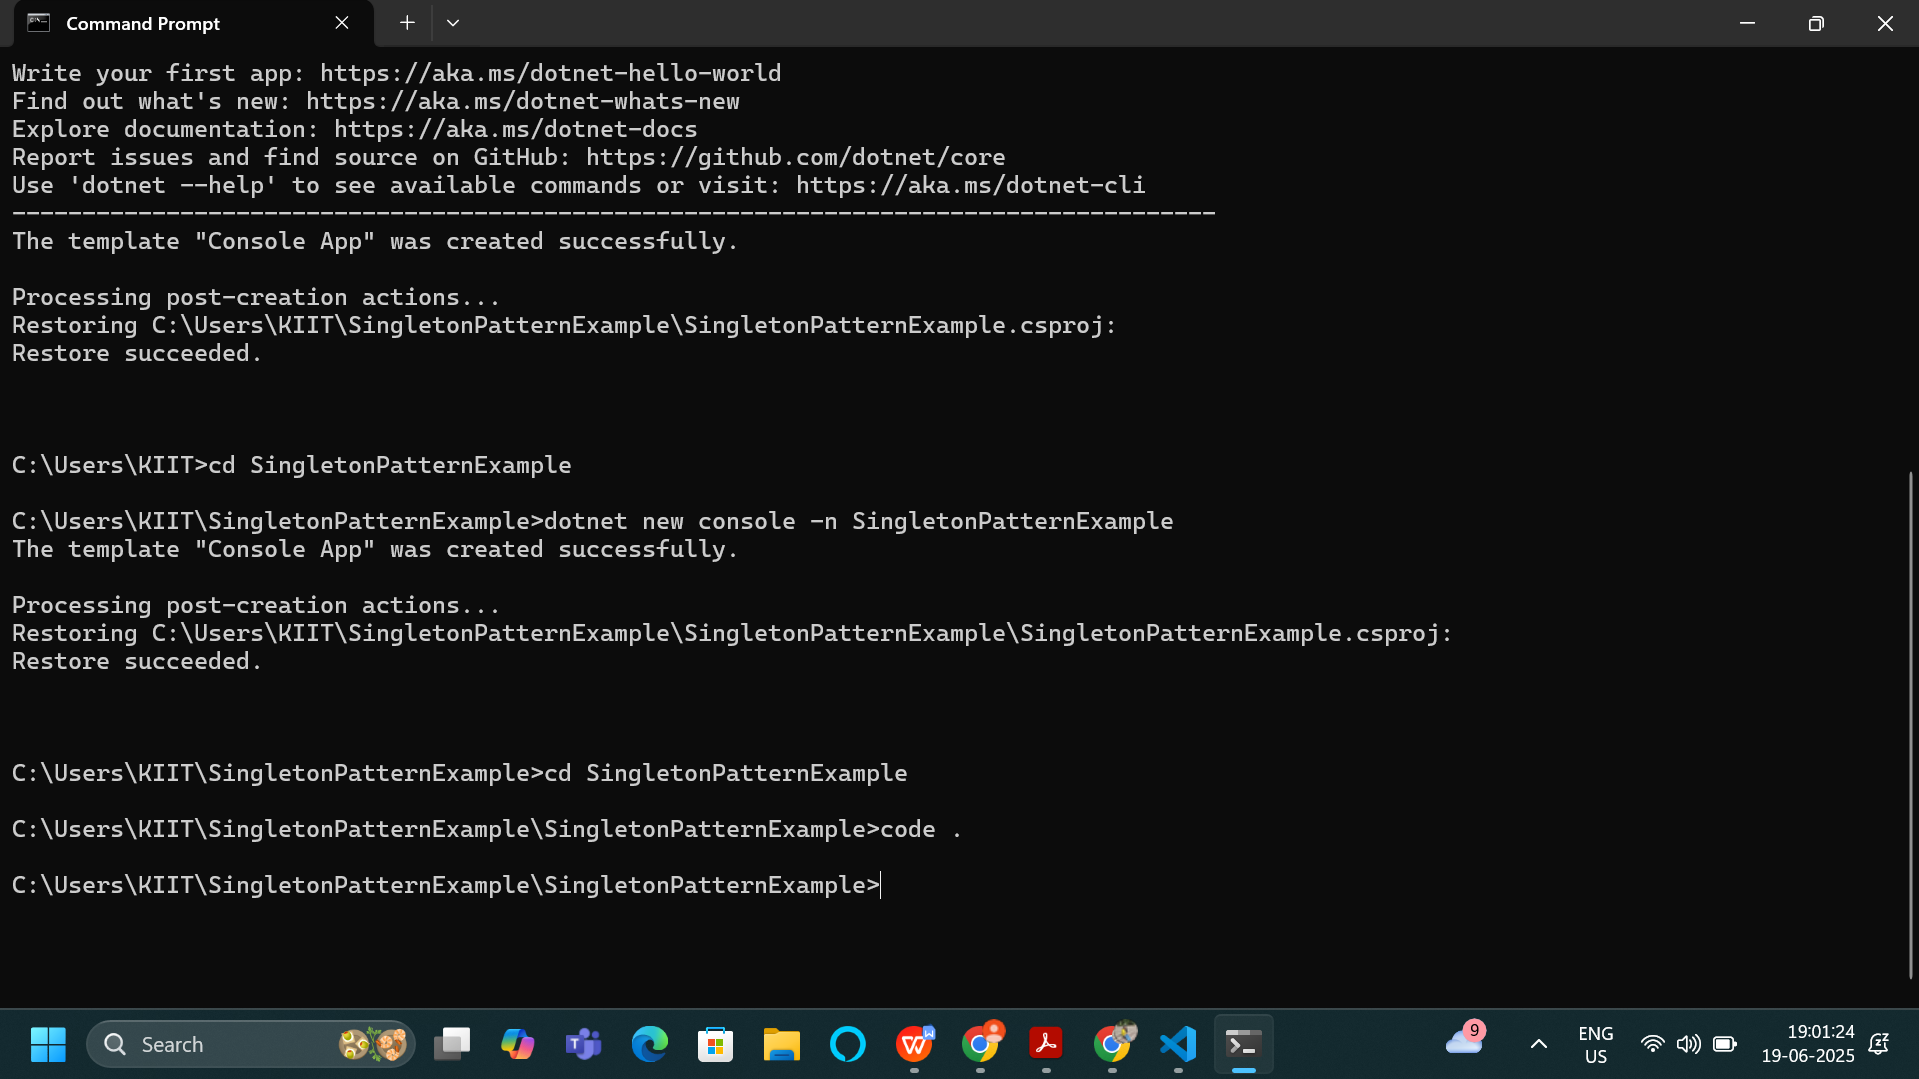 Command Prompt
Write your first app: https://aka.ms/dotnet-hello-world
Find out what's new: https://aka.ms/dotnet-whats-new
Explore documentation: https://aka.ms/dotnet-docs
Report issues and find source on GitHub: https://github.com/dotnet/core
Use 'dotnet --help' to see available commands or visit: https://aka.ms/dotnet-cli
--------------------------------------------------------------------------------------
The template "Console App" was created successfully.
Processing post-creation actions...
Restoring C:\Users\KIIT\SingletonPatternExample\SingletonPatternExample.csproj:
Restore succeeded.
C:\Users\KIIT>cd SingletonPatternExample
C:\Users\KIIT\SingletonPatternExample>dotnet new console -n SingletonPatternExample
The template "Console App" was created successfully.
Processing post-creation actions...
Restoring C:\Users\KIIT\SingletonPatternExample\SingletonPatternExample\SingletonPatternExample.csproj:
Restore succeeded.
C:\Users\KIIT\SingletonPatternExample>cd SingletonPatternExample
C:\Users\KIIT\SingletonPatternExample\SingletonPatternExample>code .
C:\Users\KIIT\SingletonPatternExample\SingletonPatternExample>
Search
9
ENG
US
19:01:24
19-06-2025